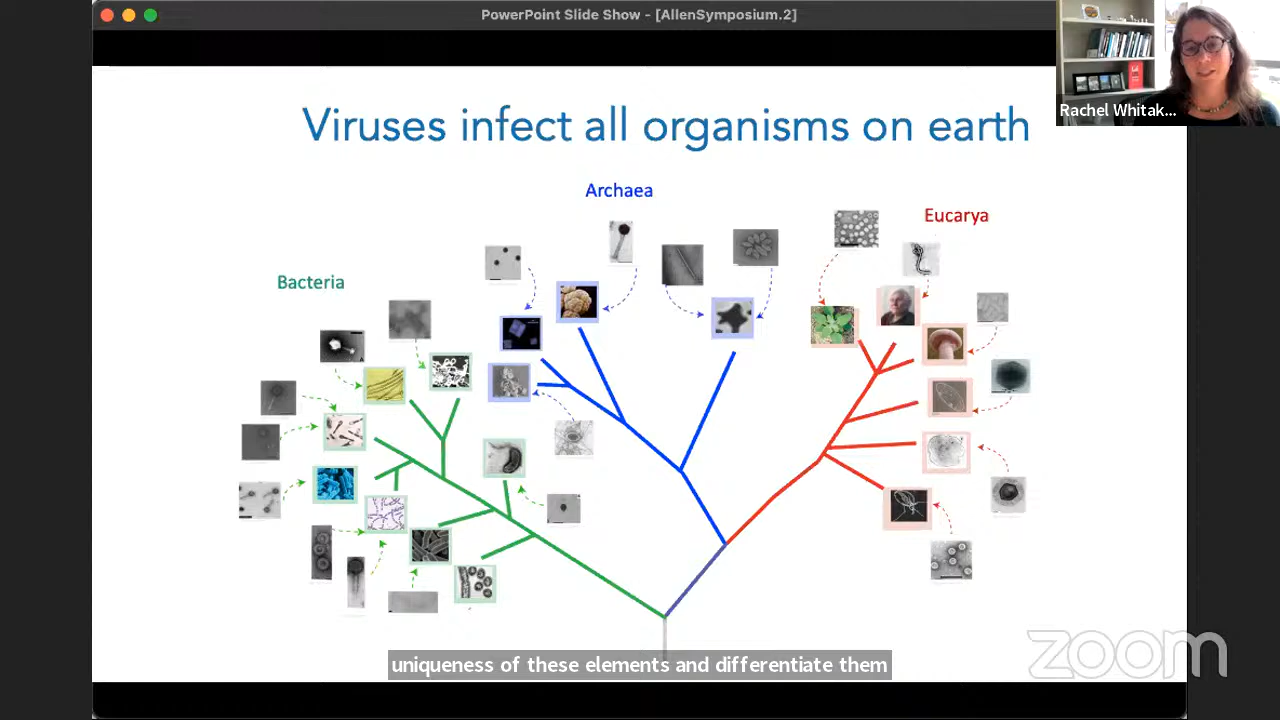 PowerPoint Slide Show - [AllenSymposium.2]
Rachel Whitak...
Viruses infect all organisms on earth
Archaea
Eucarya
Bacteria
uniqueness of these elements and differentiate them
zoom